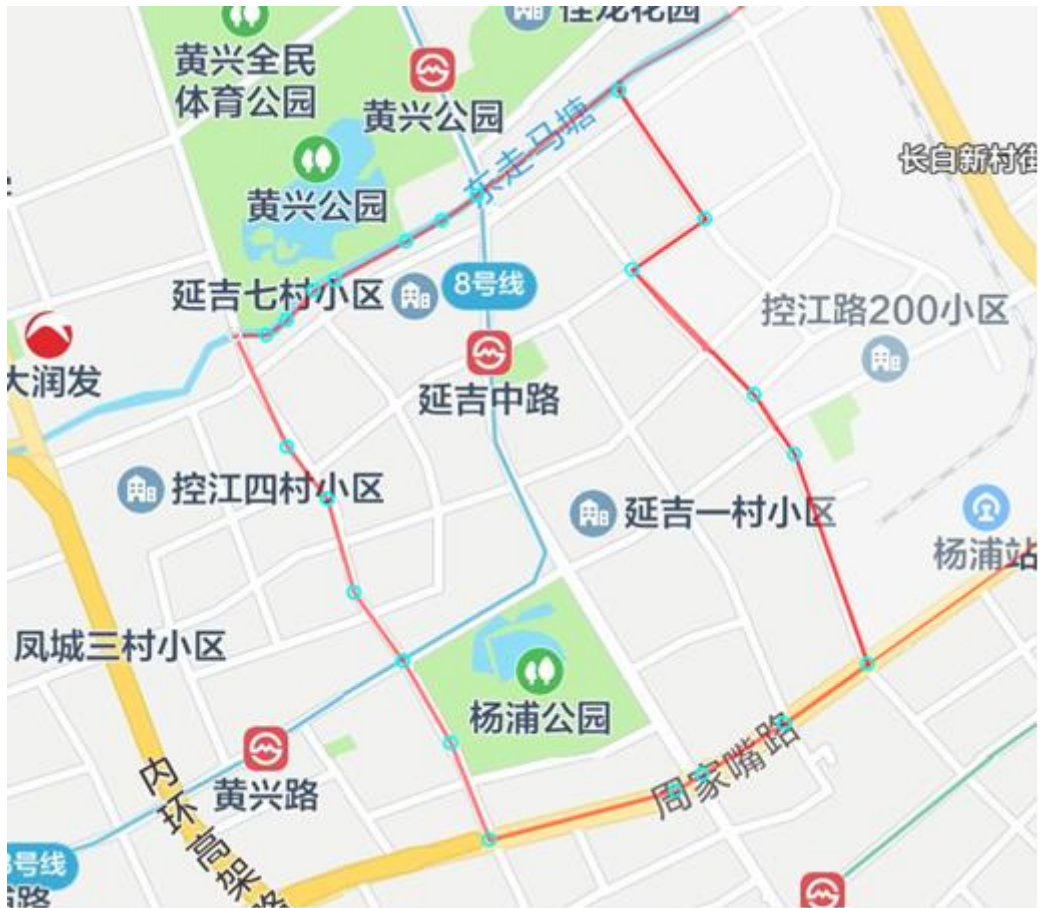 佳龙花园
黄兴全民
体育公园
黄兴公园
东走马塘
长白新村街
黄兴公园
延吉七村小区
8号线
控江路200小区
大润发
延吉中路
控江四村小区
延吉一村小区
杨浦站
凤城三村小区
杨浦公园
周家嘴路
黄兴路
内环高架路
8号线